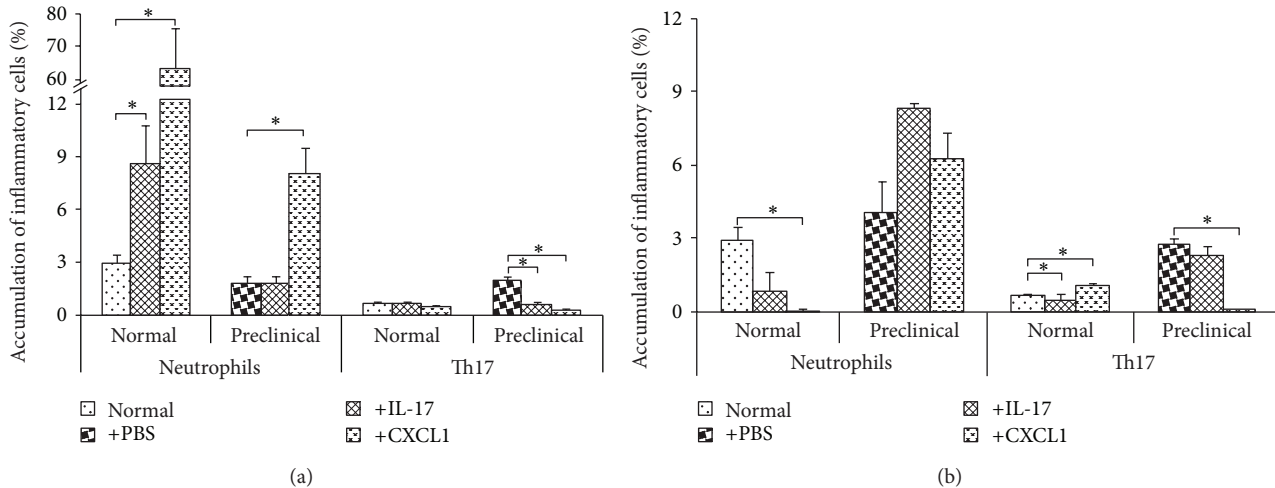 Accumulation of inflammatory cells (%)
80
70
60
12
9
6
3
0
*
*
*
*
*
Normal Preclinical Normal Preclinical
Neutrophils Th17
Normal +IL-17
+PBS +CXCL1
(a)
Accumulation of inflammatory cells (%)
12
9
6
3
0
*
*
*
*
Normal Preclinical Normal Preclinical
Neutrophils Th17
Normal +IL-17
+PBS +CXCL1
(b)